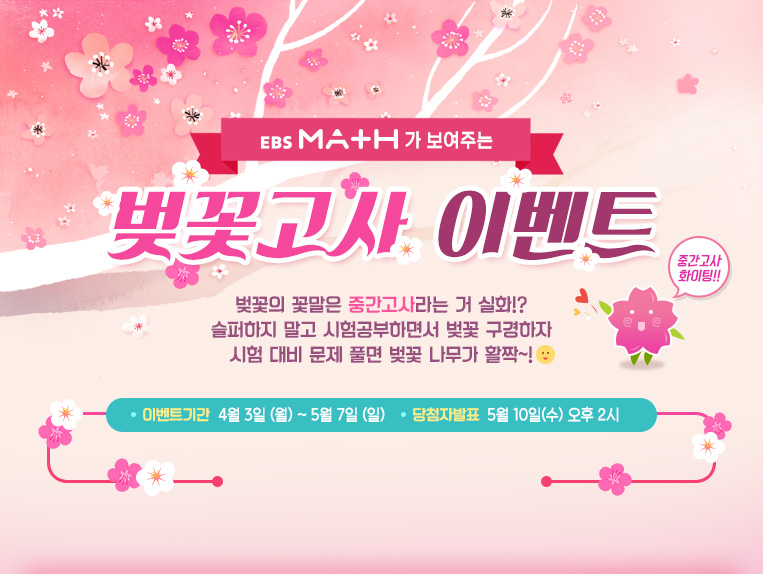 EBS MATH가 보여주는
벚꽃고사 이벤트
중간고사
화이팅!!
벚꽃의 꽃말은 중간고사라는 거 실화!?
슬퍼하지 말고 시험공부하면서 벚꽃 구경하자
시험 대비 문제 풀면 벚꽃 나무가 활짝~!
• 이벤트기간 4월 3일 (월) ~ 5월 7일 (일) • 당첨자발표 5월 10일(수) 오후 2시